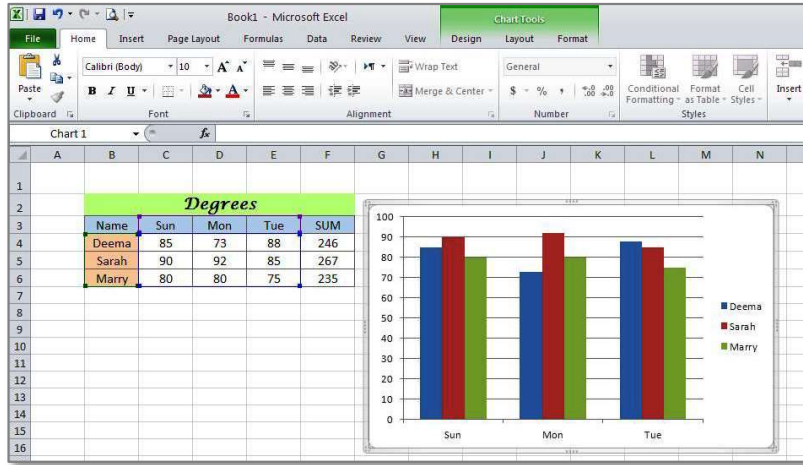 Book1 - Microsoft Excel
Chart Tools
File Home Insert Page Layout Formulas Data Review View Design Layout Format
Calibri (Body) 10 A A Wrap Text General
Paste B I U A Merge & Center $ % , .0 .00 .00 .0 Conditional Formatting Format as Table Cell Styles Insert
Clipboard Font Alignment Number Styles
Chart 1 fx
A B C D E F G H I J K L M N
1
2 Degrees
3 Name Sun Mon Tue SUM
4 Deema 85 73 88 246
5 Sarah 90 92 85 267
6 Marry 80 80 75 235
7
8
9
10
11
12
13
14
15
16
100
90
80
70
60
50
40
30
20
10
0
Sun Mon Tue
Deema
Sarah
Marry